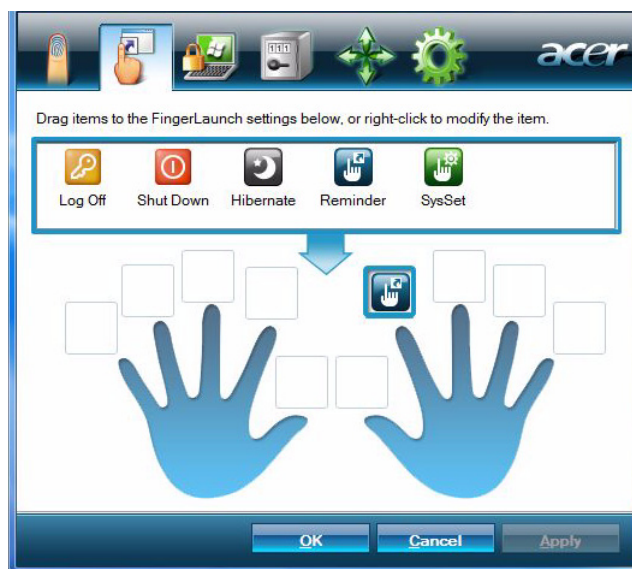 acer
Drag items to the FingerLaunch settings below, or right-click to modify the item.
Log Off Shut Down Hibernate Reminder SysSet
OK Cancel Apply